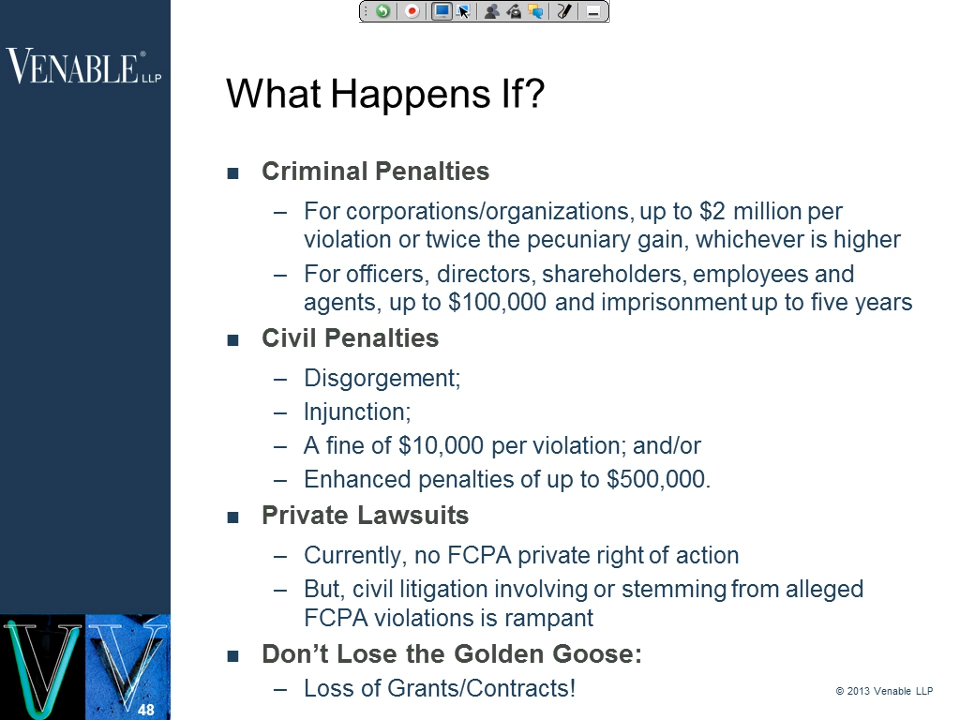 VENABLE® LLP
What Happens If?
Criminal Penalties
– For corporations/organizations, up to $2 million per
violation or twice the pecuniary gain, whichever is higher
– For officers, directors, shareholders, employees and
agents, up to $100,000 and imprisonment up to five years
Civil Penalties
– Disgorgement;
– Injunction;
– A fine of $10,000 per violation; and/or
– Enhanced penalties of up to $500,000.
Private Lawsuits
– Currently, no FCPA private right of action
– But, civil litigation involving or stemming from alleged
FCPA violations is rampant
Don’t Lose the Golden Goose:
– Loss of Grants/Contracts!
V V
48
© 2013 Venable LLP